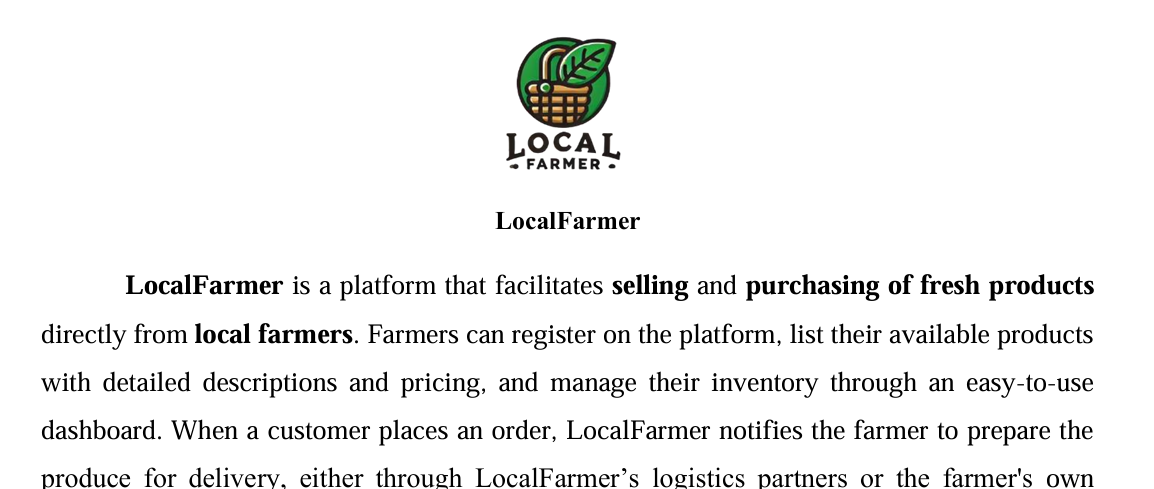 LOCAL
FARMER
LocalFarmer
LocalFarmer is a platform that facilitates selling and purchasing of fresh products
directly from local farmers. Farmers can register on the platform, list their available products
with detailed descriptions and pricing, and manage their inventory through an easy-to-use
dashboard. When a customer places an order, LocalFarmer notifies the farmer to prepare the
produce for delivery, either through LocalFarmer’s logistics partners or the farmer's own